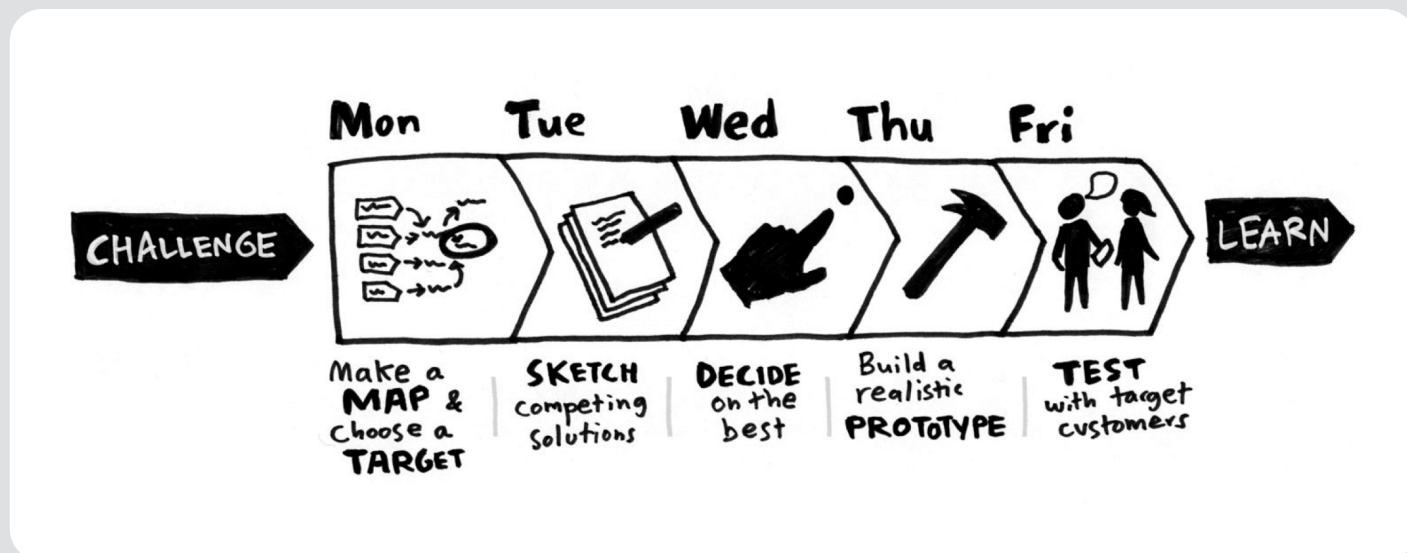 Mon
Tue
Wed
Thu
Fri
CHALLENGE
LEARN
Make a
MAP &
choose a
TARGET
SKETCH
competing
solutions
DECIDE
on the
best
Build a
realistic
PROTOTYPE
TEST
with target
customers